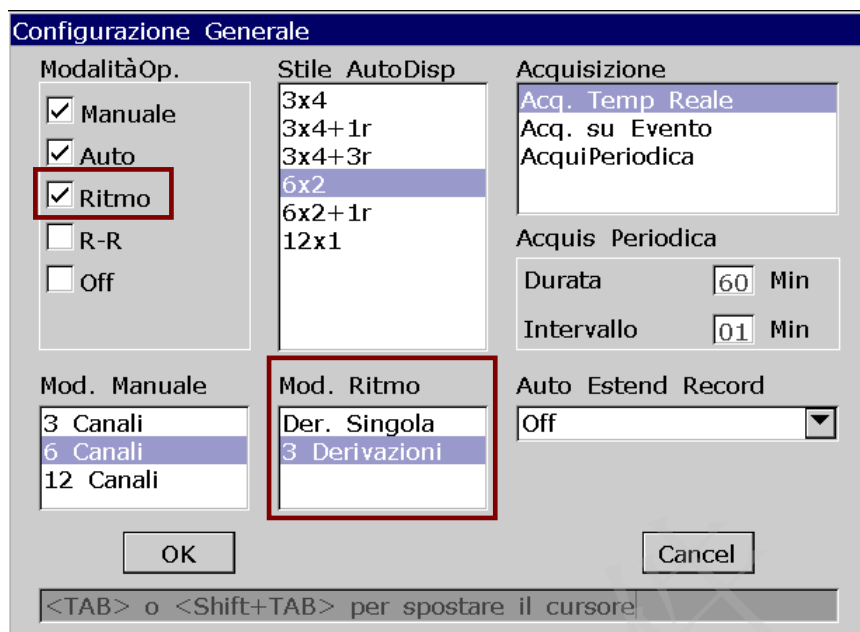 Configurazione Generale
ModalitàOp.
Manuale
Auto
Ritmo
R-R
Off
Stile AutoDisp
3x4
3x4+1r
3x4+3r
6x2
6x2+1r
12x1
Acquisizione
Acq. Temp Reale
Acq. su Evento
AcquiPeriodica
Acquis Periodica
Durata 60 Min
Intervallo 01 Min
Mod. Manuale
3 Canali
6 Canali
12 Canali
Mod. Ritmo
Der. Singola
3 Derivazioni
Auto Estend Record
Off
OK
Cancel
<TAB> o <Shift+TAB> per spostare il cursore